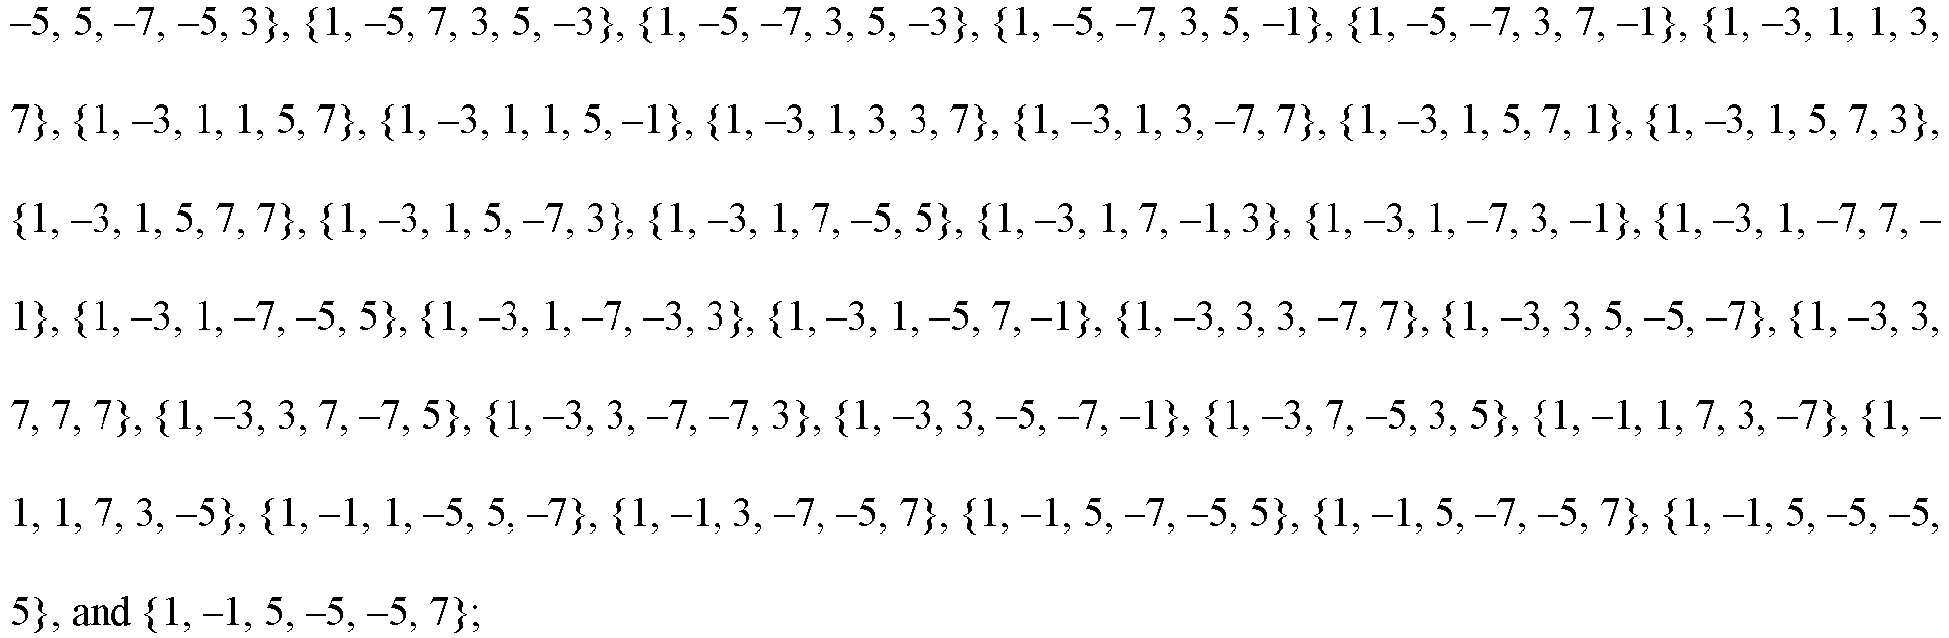 –5, 5, –7, –5, 3}, {1, –5, 7, 3, 5, –3}, {1, –5, –7, 3, 5, –3}, {1, –5, –7, 3, 5, –1}, {1, –5, –7, 3, 7, –1}, {1, –3, 1, 1, 3,
7}, {1, –3, 1, 1, 5, 7}, {1, –3, 1, 1, 5, –1}, {1, –3, 1, 3, 3, 7}, {1, –3, 1, 3, –7, 7}, {1, –3, 1, 5, 7, 1}, {1, –3, 1, 5, 7, 3},
{1, –3, 1, 5, 7, 7}, {1, –3, 1, 5, –7, 3}, {1, –3, 1, 7, –5, 5}, {1, –3, 1, 7, –1, 3}, {1, –3, 1, –7, 3, –1}, {1, –3, 1, –7, 7, –
1}, {1, –3, 1, –7, –5, 5}, {1, –3, 1, –7, –3, 3}, {1, –3, 1, –5, 7, –1}, {1, –3, 3, 3, –7, 7}, {1, –3, 3, 5, –5, –7}, {1, –3, 3,
7, 7, 7}, {1, –3, 3, 7, –7, 5}, {1, –3, 3, –7, –7, 3}, {1, –3, 3, –5, –7, –1}, {1, –3, 7, –5, 3, 5}, {1, –1, 1, 7, 3, –7}, {1, –
1, 1, 7, 3, –5}, {1, –1, 1, –5, 5, –7}, {1, –1, 3, –7, –5, 7}, {1, –1, 5, –7, –5, 5}, {1, –1, 5, –7, –5, 7}, {1, –1, 5, –5, –5,
5}, and {1, –1, 5, –5, –5, 7};